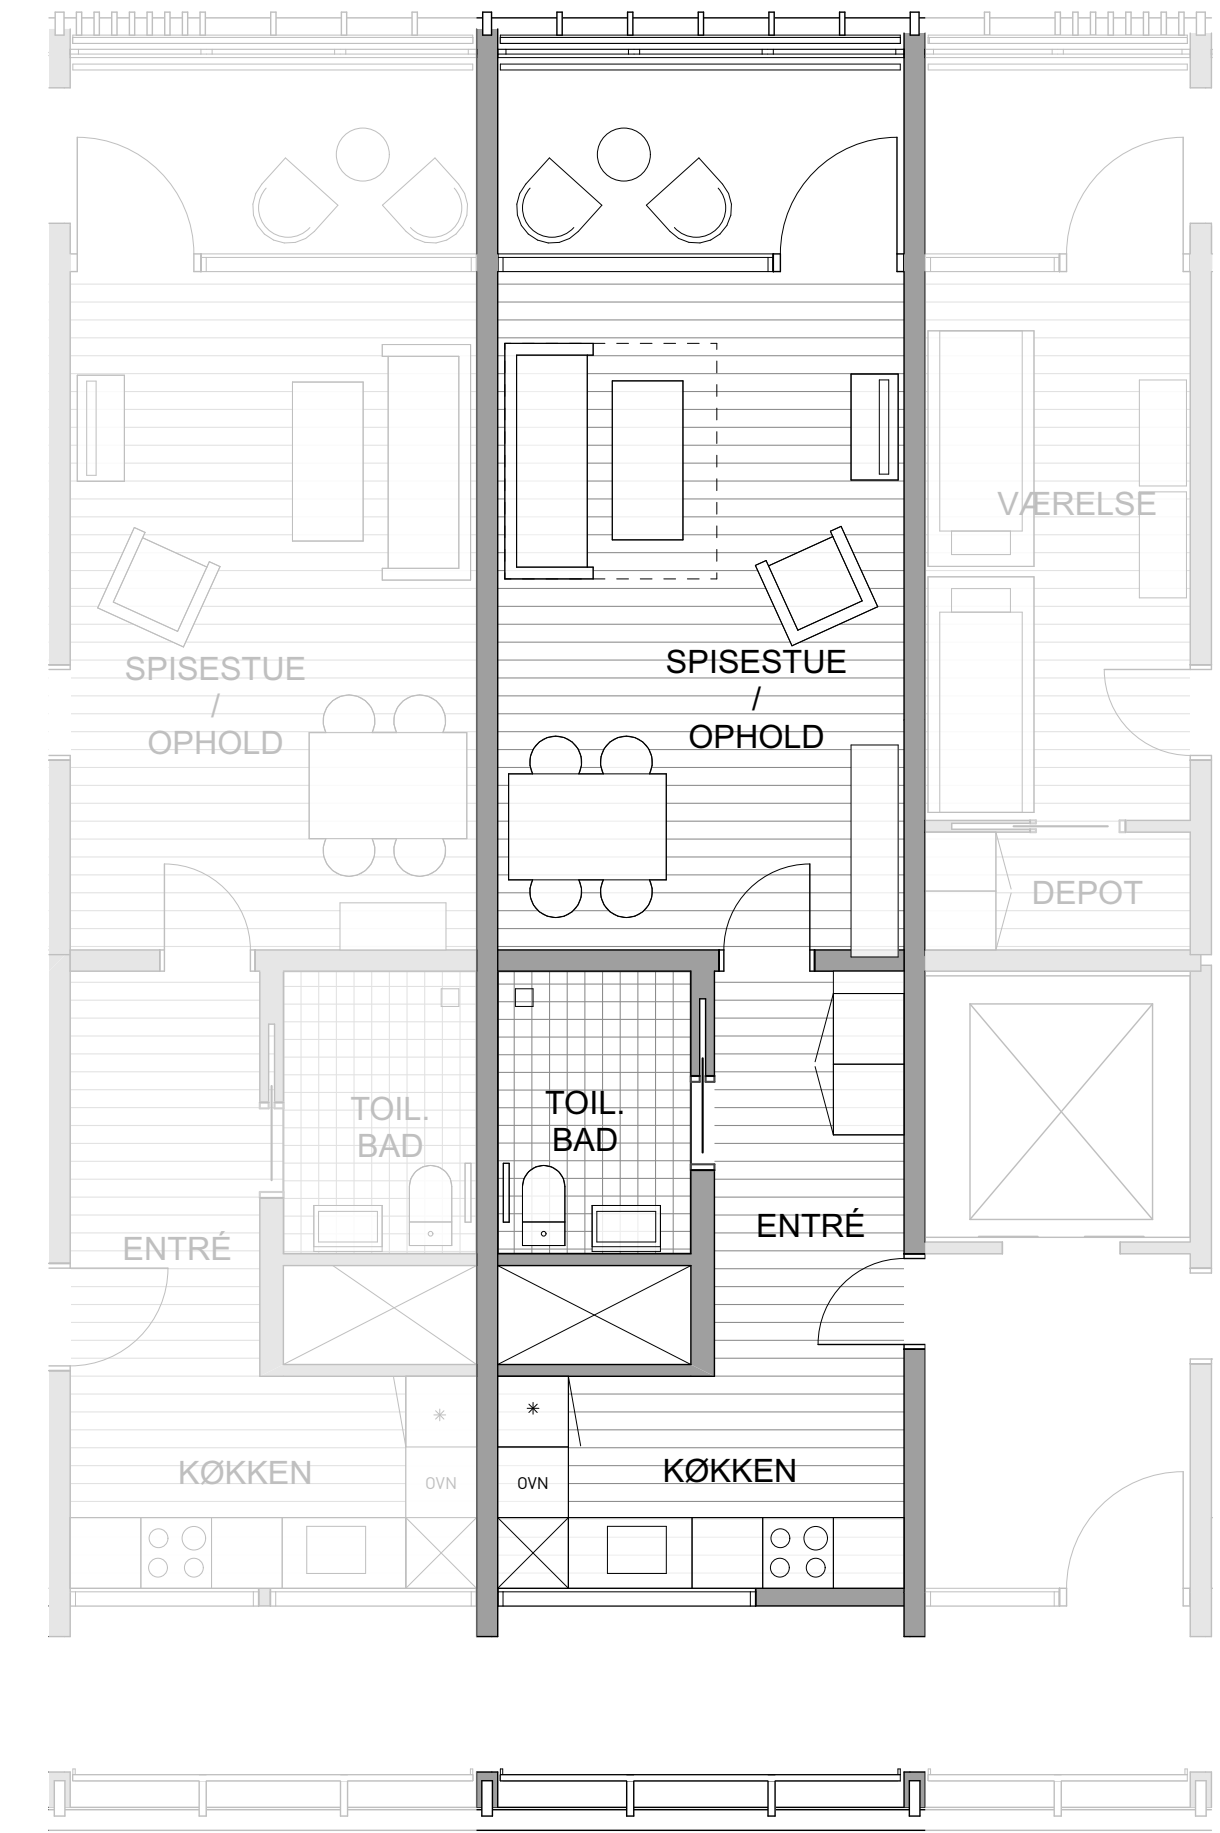 VÆRELSE
SPISESTUE
/
OPHOLD
SPISESTUE
/
OPHOLD
DEPOT
TOIL.
BAD
TOIL.
BAD
ENTRÉ
ENTRÉ
KØKKEN
OVN
OVN
KØKKEN